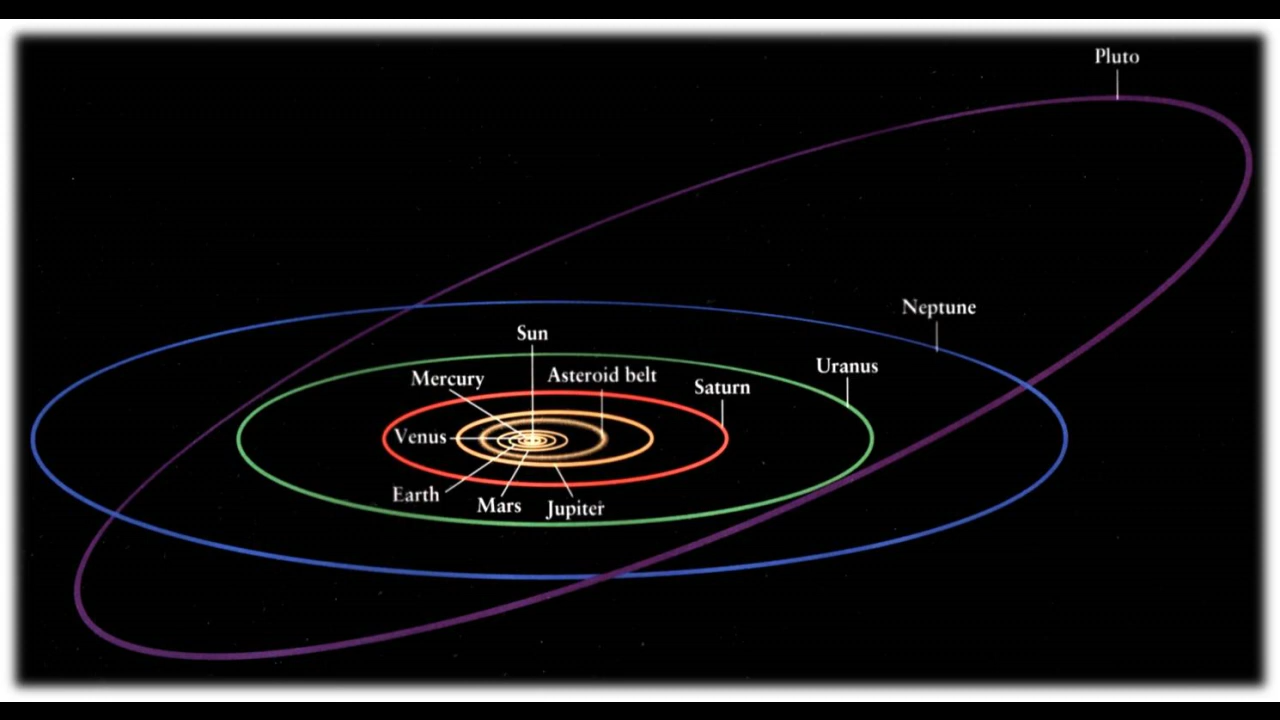 Pluto
Neptune
Sun
Uranus
Mercury
Asteroid belt
Saturn
Venus
Earth
Mars
Jupiter